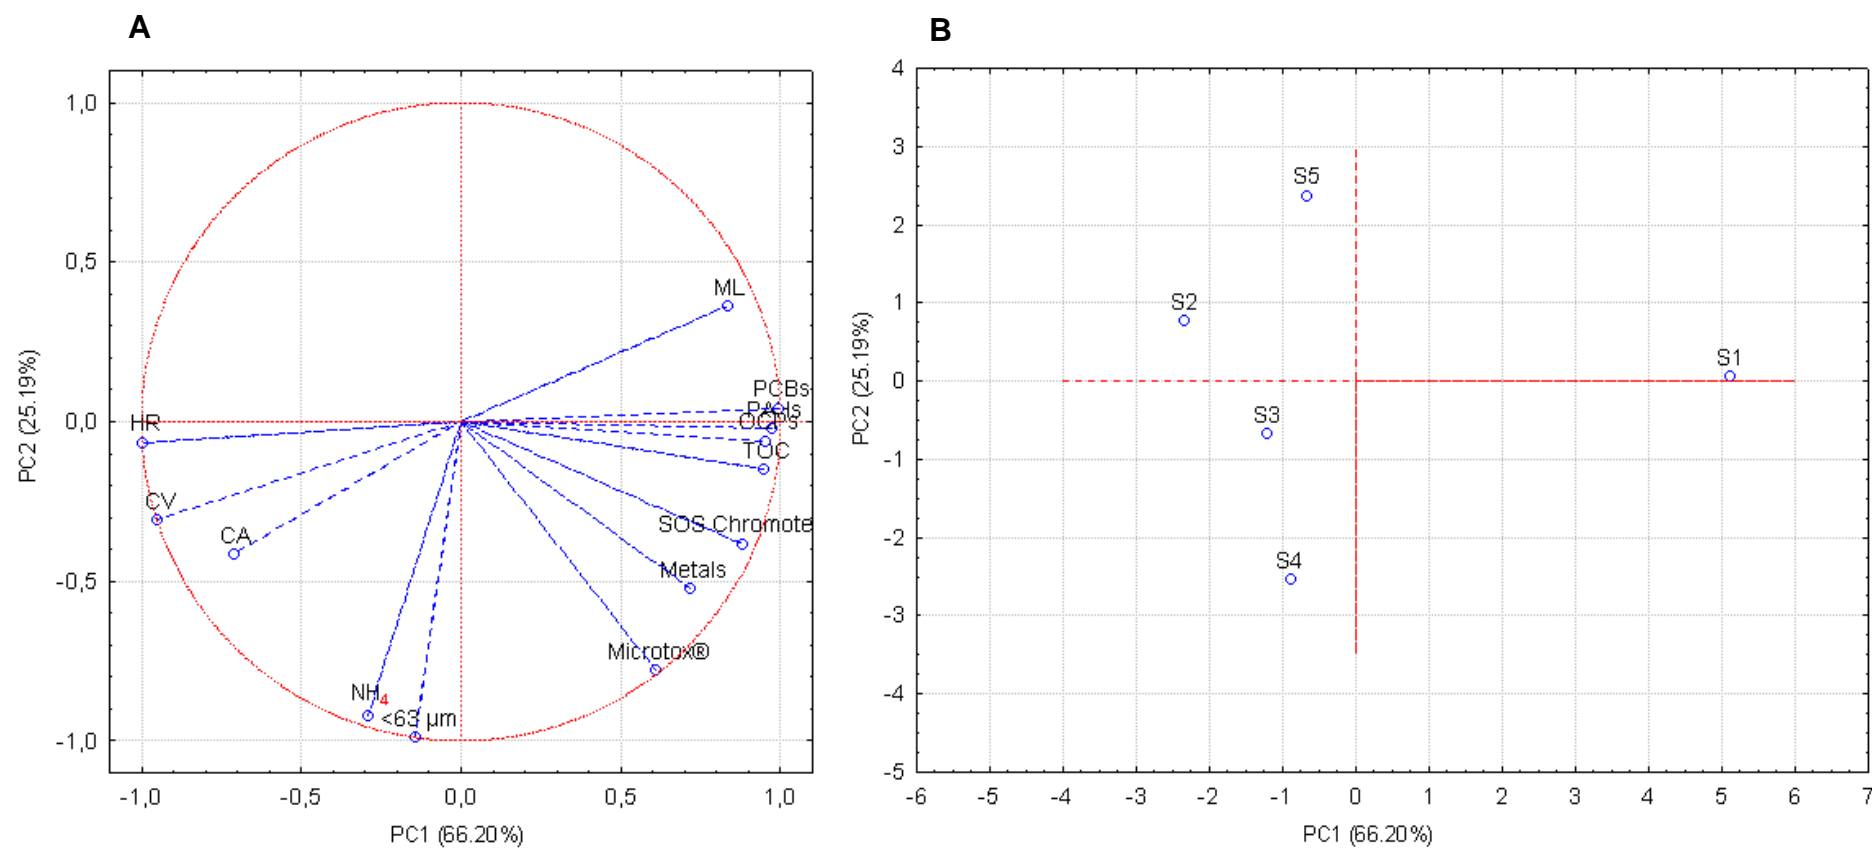 A
1,0
0,5
0,0
-0,5
-1,0
PC2 (25.19%)
ML
PCBs
PAHs
OCPs
TOC
HR
CV
CA
SOS Chromote
Metals
Microtox®
NH4
<63 µm
-1,0 -0,5 0,0 0,5 1,0
PC1 (66.20%)
B
4
3
2
1
0
-1
-2
-3
-4
-5
PC2 (25.19%)
S5
S2
S1
S3
S4
-6 -5 -4 -3 -2 -1 0 1 2 3 4 5 6 7
PC1 (66.20%)